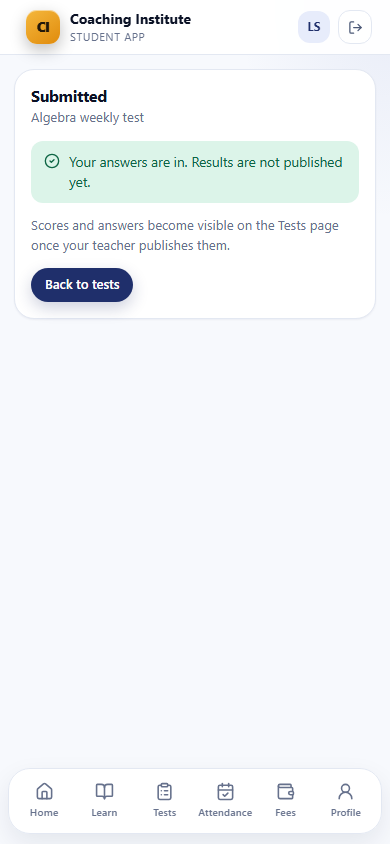 CI
Coaching Institute
STUDENT APP
LS
Submitted
Algebra weekly test
Your answers are in. Results are not published
yet.
Scores and answers become visible on the Tests page
once your teacher publishes them.
Back to tests
Home
Learn
Tests
Attendance
Fees
Profile